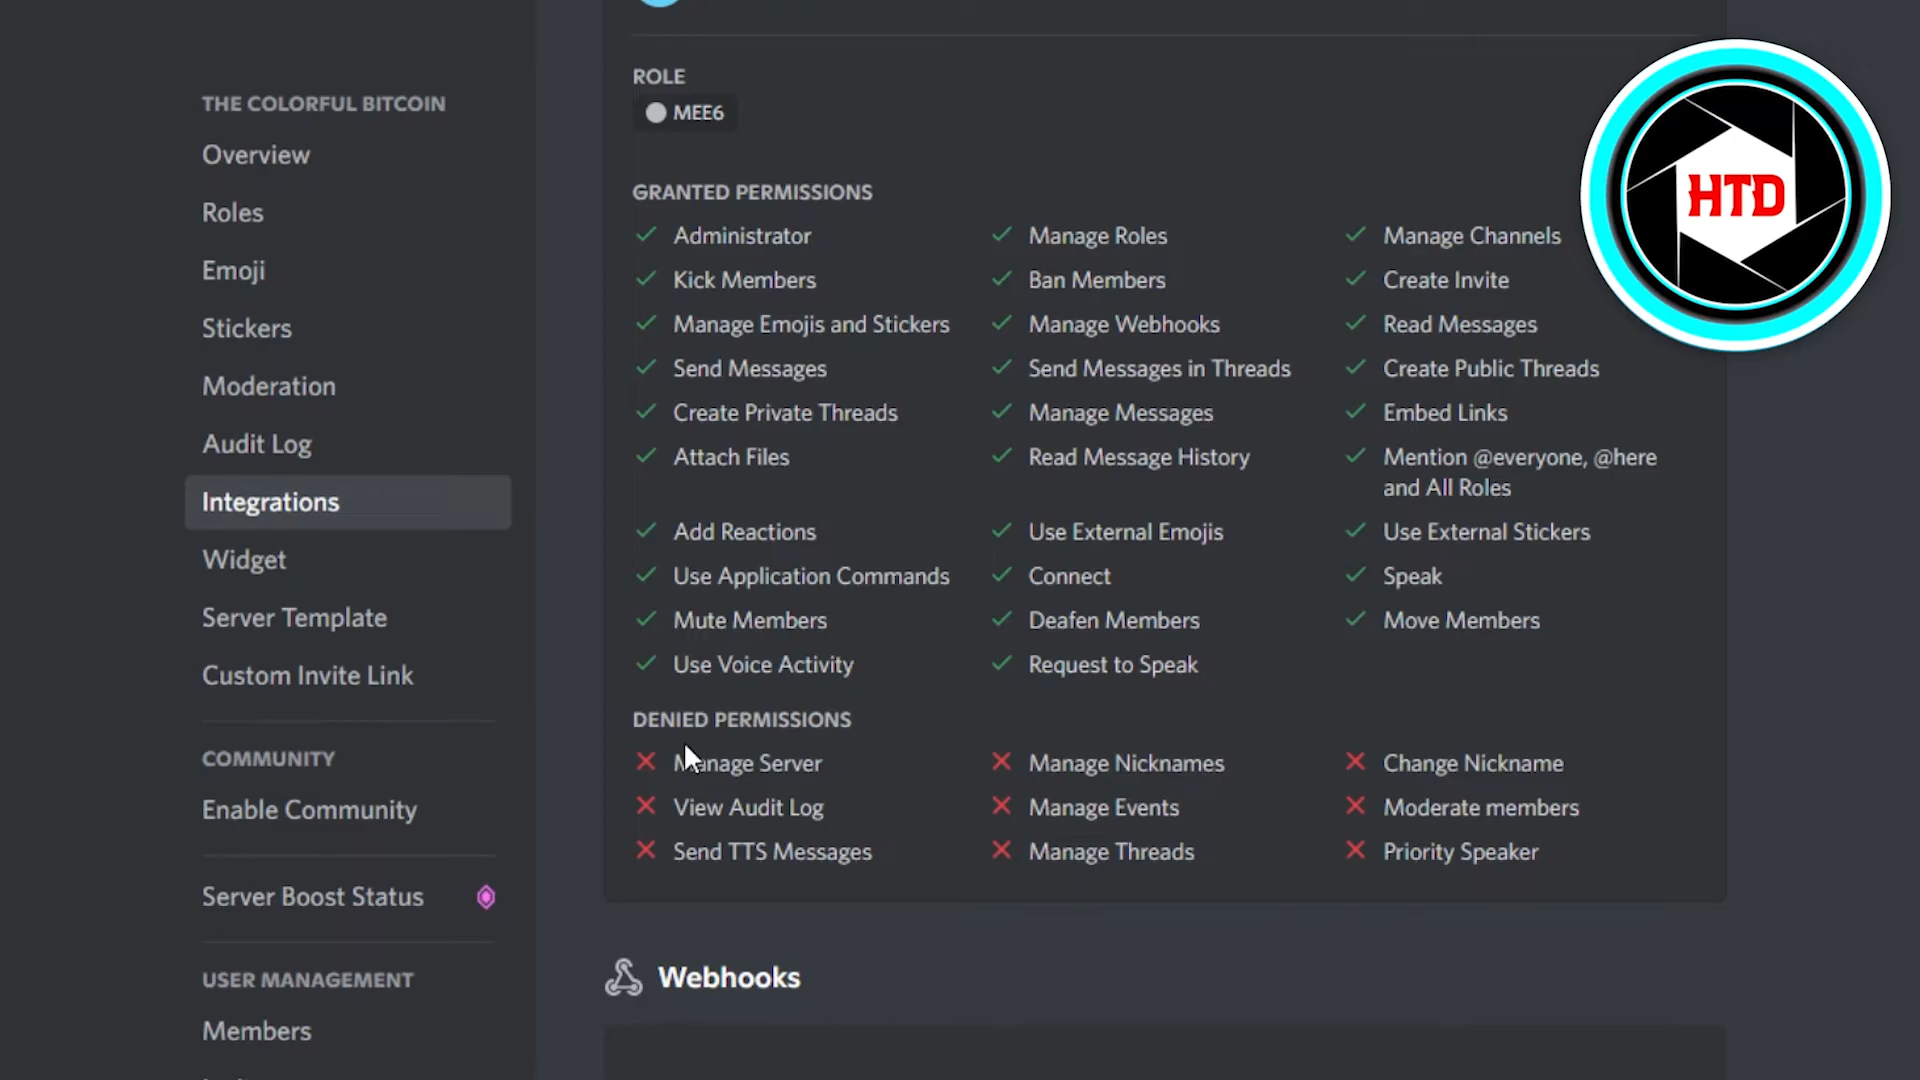 THE COLORFUL BITCOIN
Overview
Roles
Emoji
Stickers
Moderation
Audit Log
Integrations
Widget
Server Template
Custom Invite Link
COMMUNITY
Enable Community
Server Boost Status
USER MANAGEMENT
Members
ROLE
MEE6
GRANTED PERMISSIONS
Administrator Manage Roles Manage Channels
Kick Members Ban Members Create Invite
Manage Emojis and Stickers Manage Webhooks Read Messages
Send Messages Send Messages in Threads Create Public Threads
Create Private Threads Manage Messages Embed Links
Attach Files Read Message History Mention @everyone, @here
and All Roles
Add Reactions Use External Emojis Use External Stickers
Use Application Commands Connect Speak
Mute Members Deafen Members Move Members
Use Voice Activity Request to Speak
DENIED PERMISSIONS
Manage Server Manage Nicknames Change Nickname
View Audit Log Manage Events Moderate members
Send TTS Messages Manage Threads Priority Speaker
Webhooks
HTD